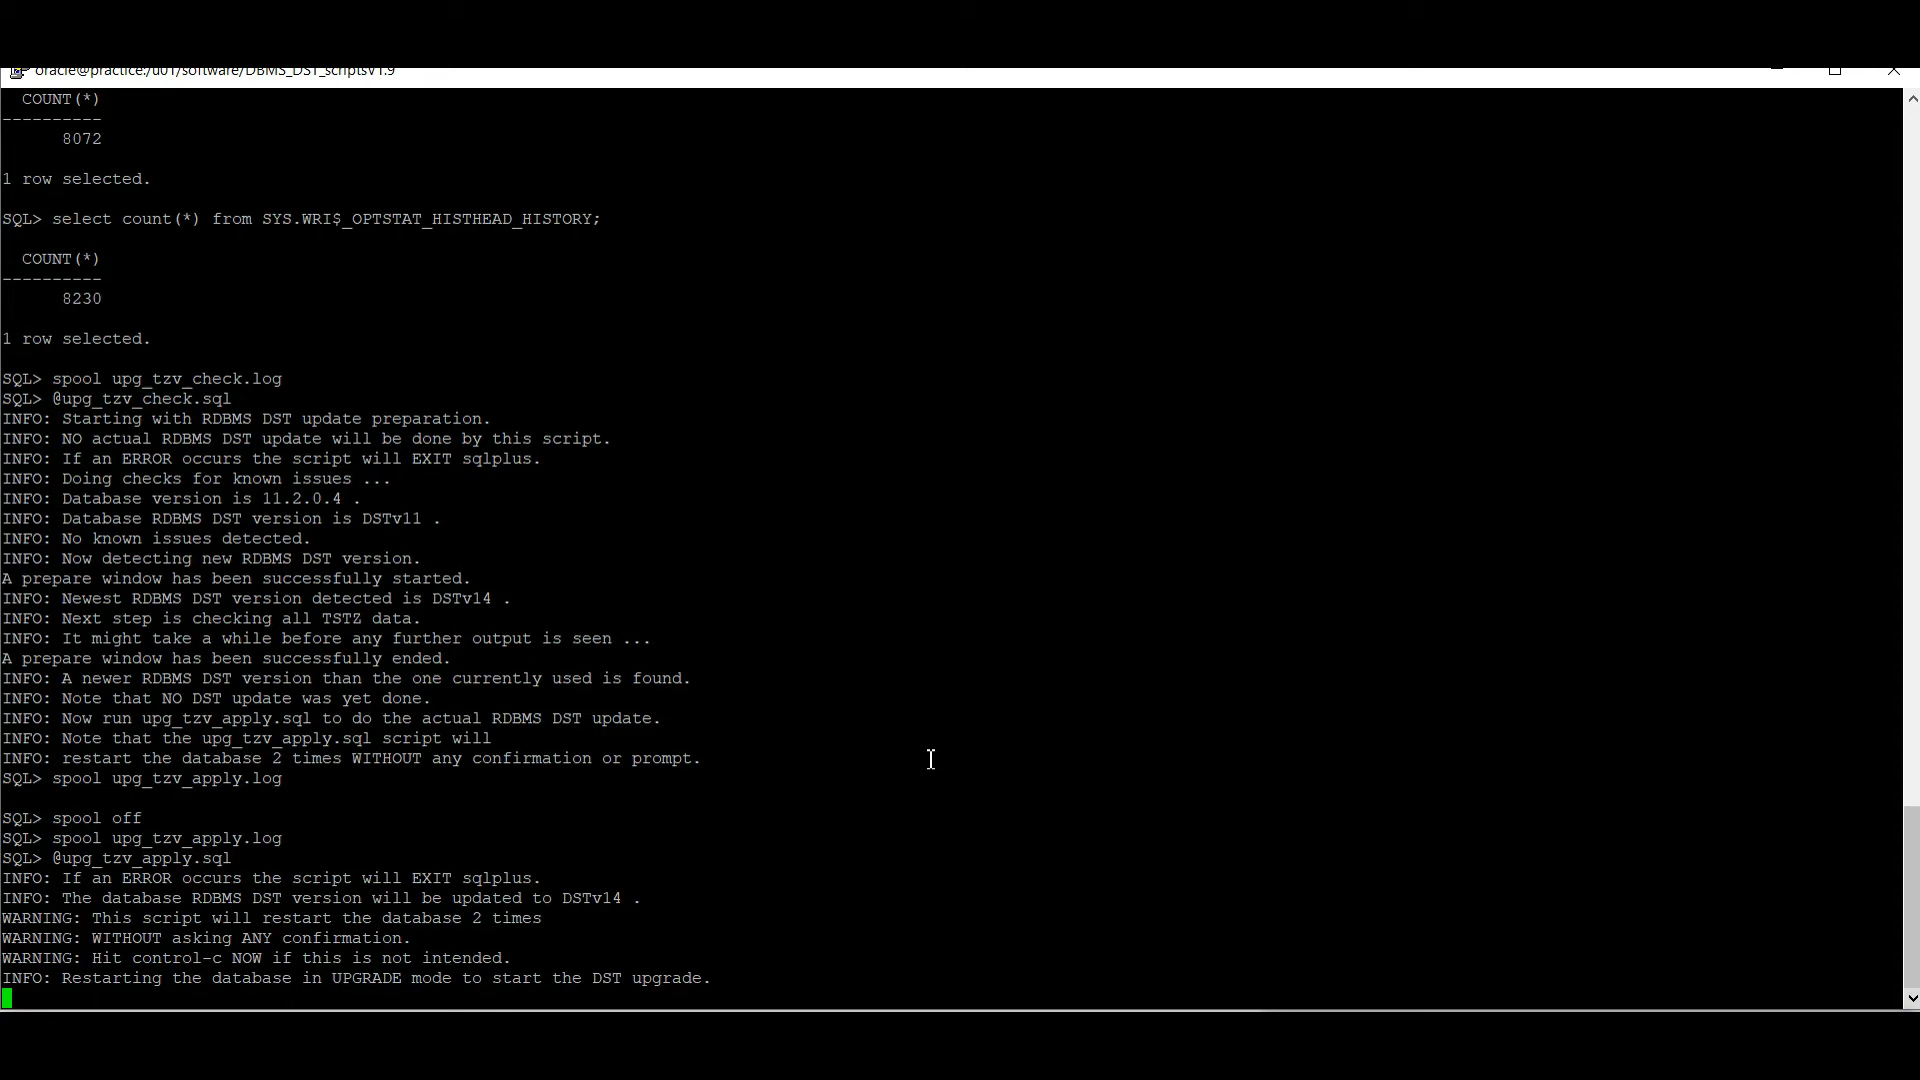 oracle@practice:/u01/software/DBMS_DST_scriptsV1.9
COUNT(*)
----------
8072
1 row selected.
SQL> select count(*) from SYS.WRI$_OPTSTAT_HISTHEAD_HISTORY;
COUNT(*)
----------
8230
1 row selected.
SQL> spool upg_tzv_check.log
SQL> @upg_tzv_check.sql
INFO: Starting with RDBMS DST update preparation.
INFO: NO actual RDBMS DST update will be done by this script.
INFO: If an ERROR occurs the script will EXIT sqlplus.
INFO: Doing checks for known issues ...
INFO: Database version is 11.2.0.4 .
INFO: Database RDBMS DST version is DSTv11 .
INFO: No known issues detected.
INFO: Now detecting new RDBMS DST version.
A prepare window has been successfully started.
INFO: Newest RDBMS DST version detected is DSTv14 .
INFO: Next step is checking all TSTZ data.
INFO: It might take a while before any further output is seen ...
A prepare window has been successfully ended.
INFO: A newer RDBMS DST version than the one currently used is found.
INFO: Note that NO DST update was yet done.
INFO: Now run upg_tzv_apply.sql to do the actual RDBMS DST update.
INFO: Note that the upg_tzv_apply.sql script will
INFO: restart the database 2 times WITHOUT any confirmation or prompt.
SQL> spool upg_tzv_apply.log
SQL> spool off
SQL> spool upg_tzv_apply.log
SQL> @upg_tzv_apply.sql
INFO: If an ERROR occurs the script will EXIT sqlplus.
INFO: The database RDBMS DST version will be updated to DSTv14 .
WARNING: This script will restart the database 2 times
WARNING: WITHOUT asking ANY confirmation.
WARNING: Hit control-c NOW if this is not intended.
INFO: Restarting the database in UPGRADE mode to start the DST upgrade.